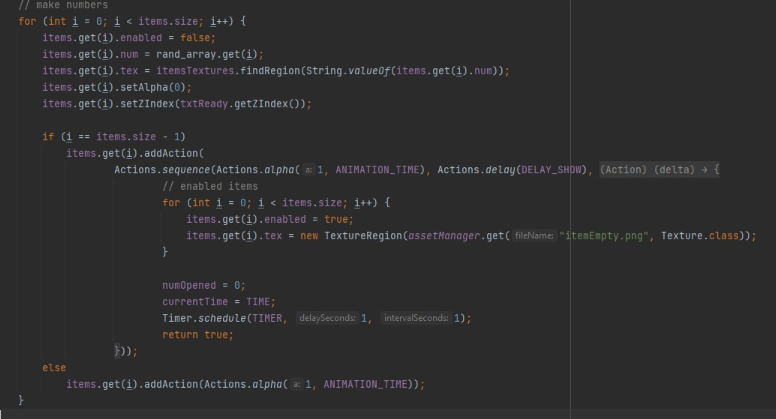 // make numbers
for (int i = 0; i < items.size; i++) {
items.get(i).enabled = false;
items.get(i).num = rand_array.get(i);
items.get(i).tex = itemsTextures.findRegion(String.valueOf(items.get(i).num));
items.get(i).setAlpha(0);
items.get(i).setZIndex(txtReady.getZIndex());
if (i == items.size - 1)
items.get(i).addAction(
Actions.sequence(Actions.alpha( a: 1, ANIMATION_TIME), Actions.delay(DELAY_SHOW), (Action) (delta) → {
// enabled items
for (int i = 0; i < items.size; i++) {
items.get(i).enabled = true;
items.get(i).tex = new TextureRegion(assetManager.get( fileName: "itemEmpty.png", Texture.class));
}
numOpened = 0;
currentTime = TIME;
Timer.schedule(TIMER, delaySeconds: 1, intervalSeconds: 1);
return true;
}));
else
items.get(i).addAction(Actions.alpha( a: 1, ANIMATION_TIME));
}